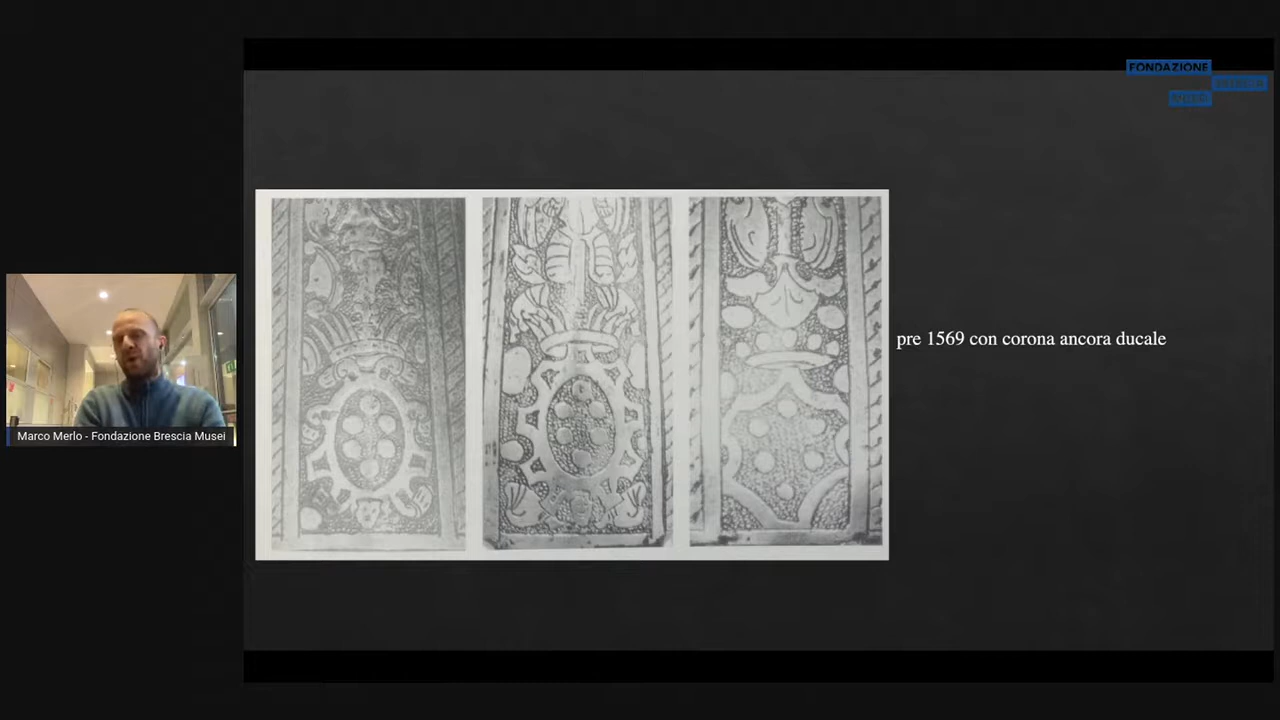 FONDAZIONE
pre 1569 con corona ancora ducale
Marco Merlo - Fondazione Brescia Musei